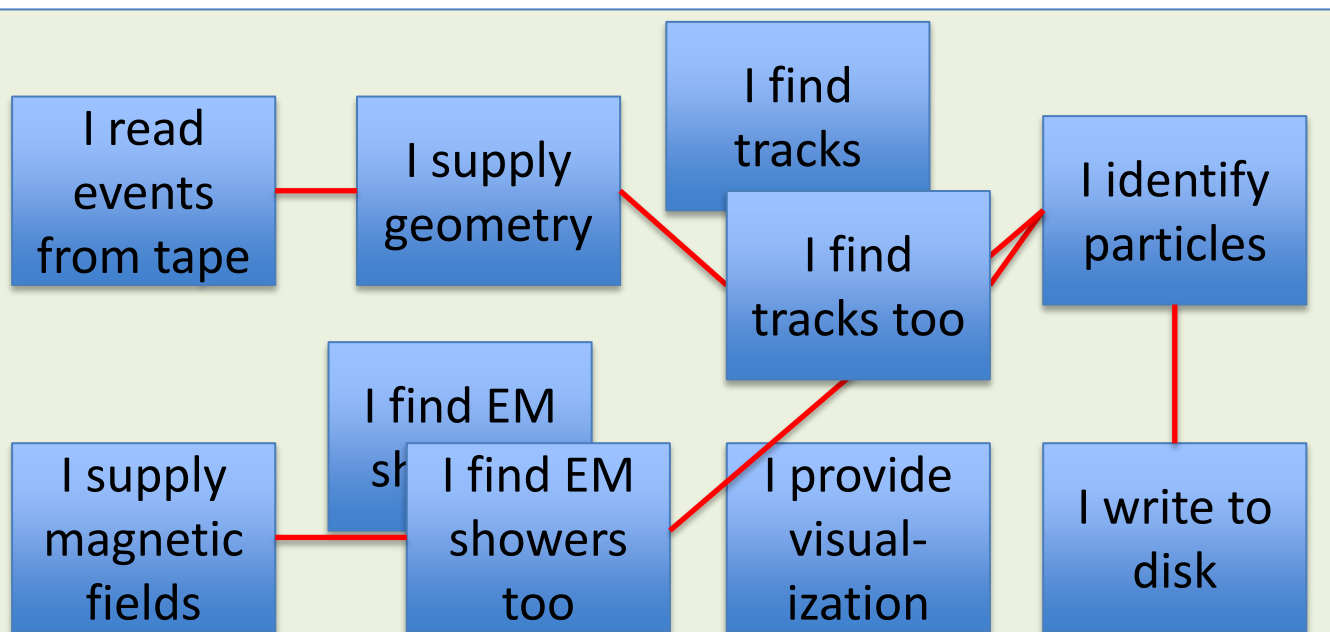 I read
events
from tape
I supply
geometry
I find
tracks
I find
tracks too
I identify
particles
I supply
magnetic
fields
I find EM
I find EM
showers
too
I provide
visual-
ization
I write to
disk